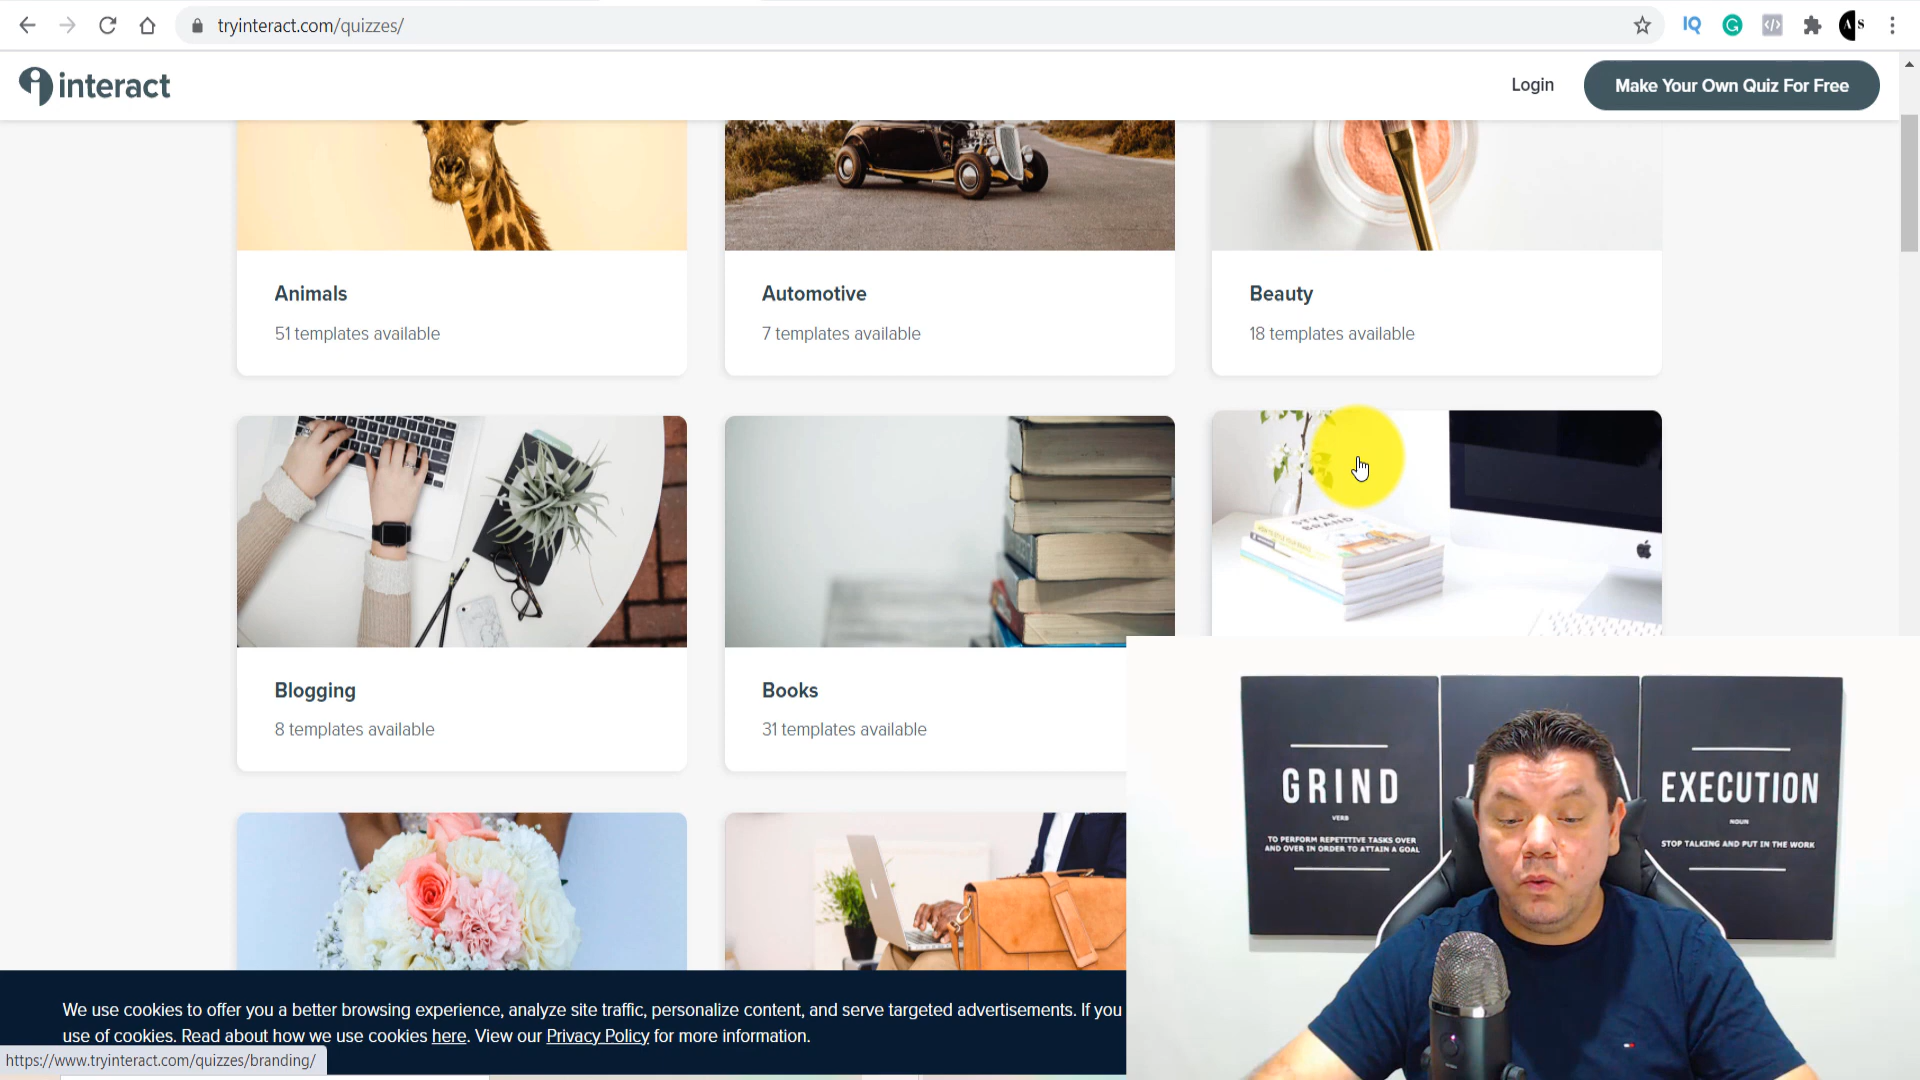 tryinteract.com/quizzes/
interact
Login
Make Your Own Quiz For Free
Animals
51 templates available
Automotive
7 templates available
Beauty
18 templates available
STYLE
BRAND
Blogging
8 templates available
Books
31 templates available
GRIND
VERB
TO PERFORM REPETITIVE TASKS OVER
AND OVER IN ORDER TO ATTAIN A GOAL
EXECUTION
NOUN
STOP TALKING AND PUT IN THE WORK
We use cookies to offer you a better browsing experience, analyze site traffic, personalize content, and serve targeted advertisements. If you
use of cookies. Read about how we use cookies here. View our Privacy Policy for more information.
https://www.tryinteract.com/quizzes/branding/